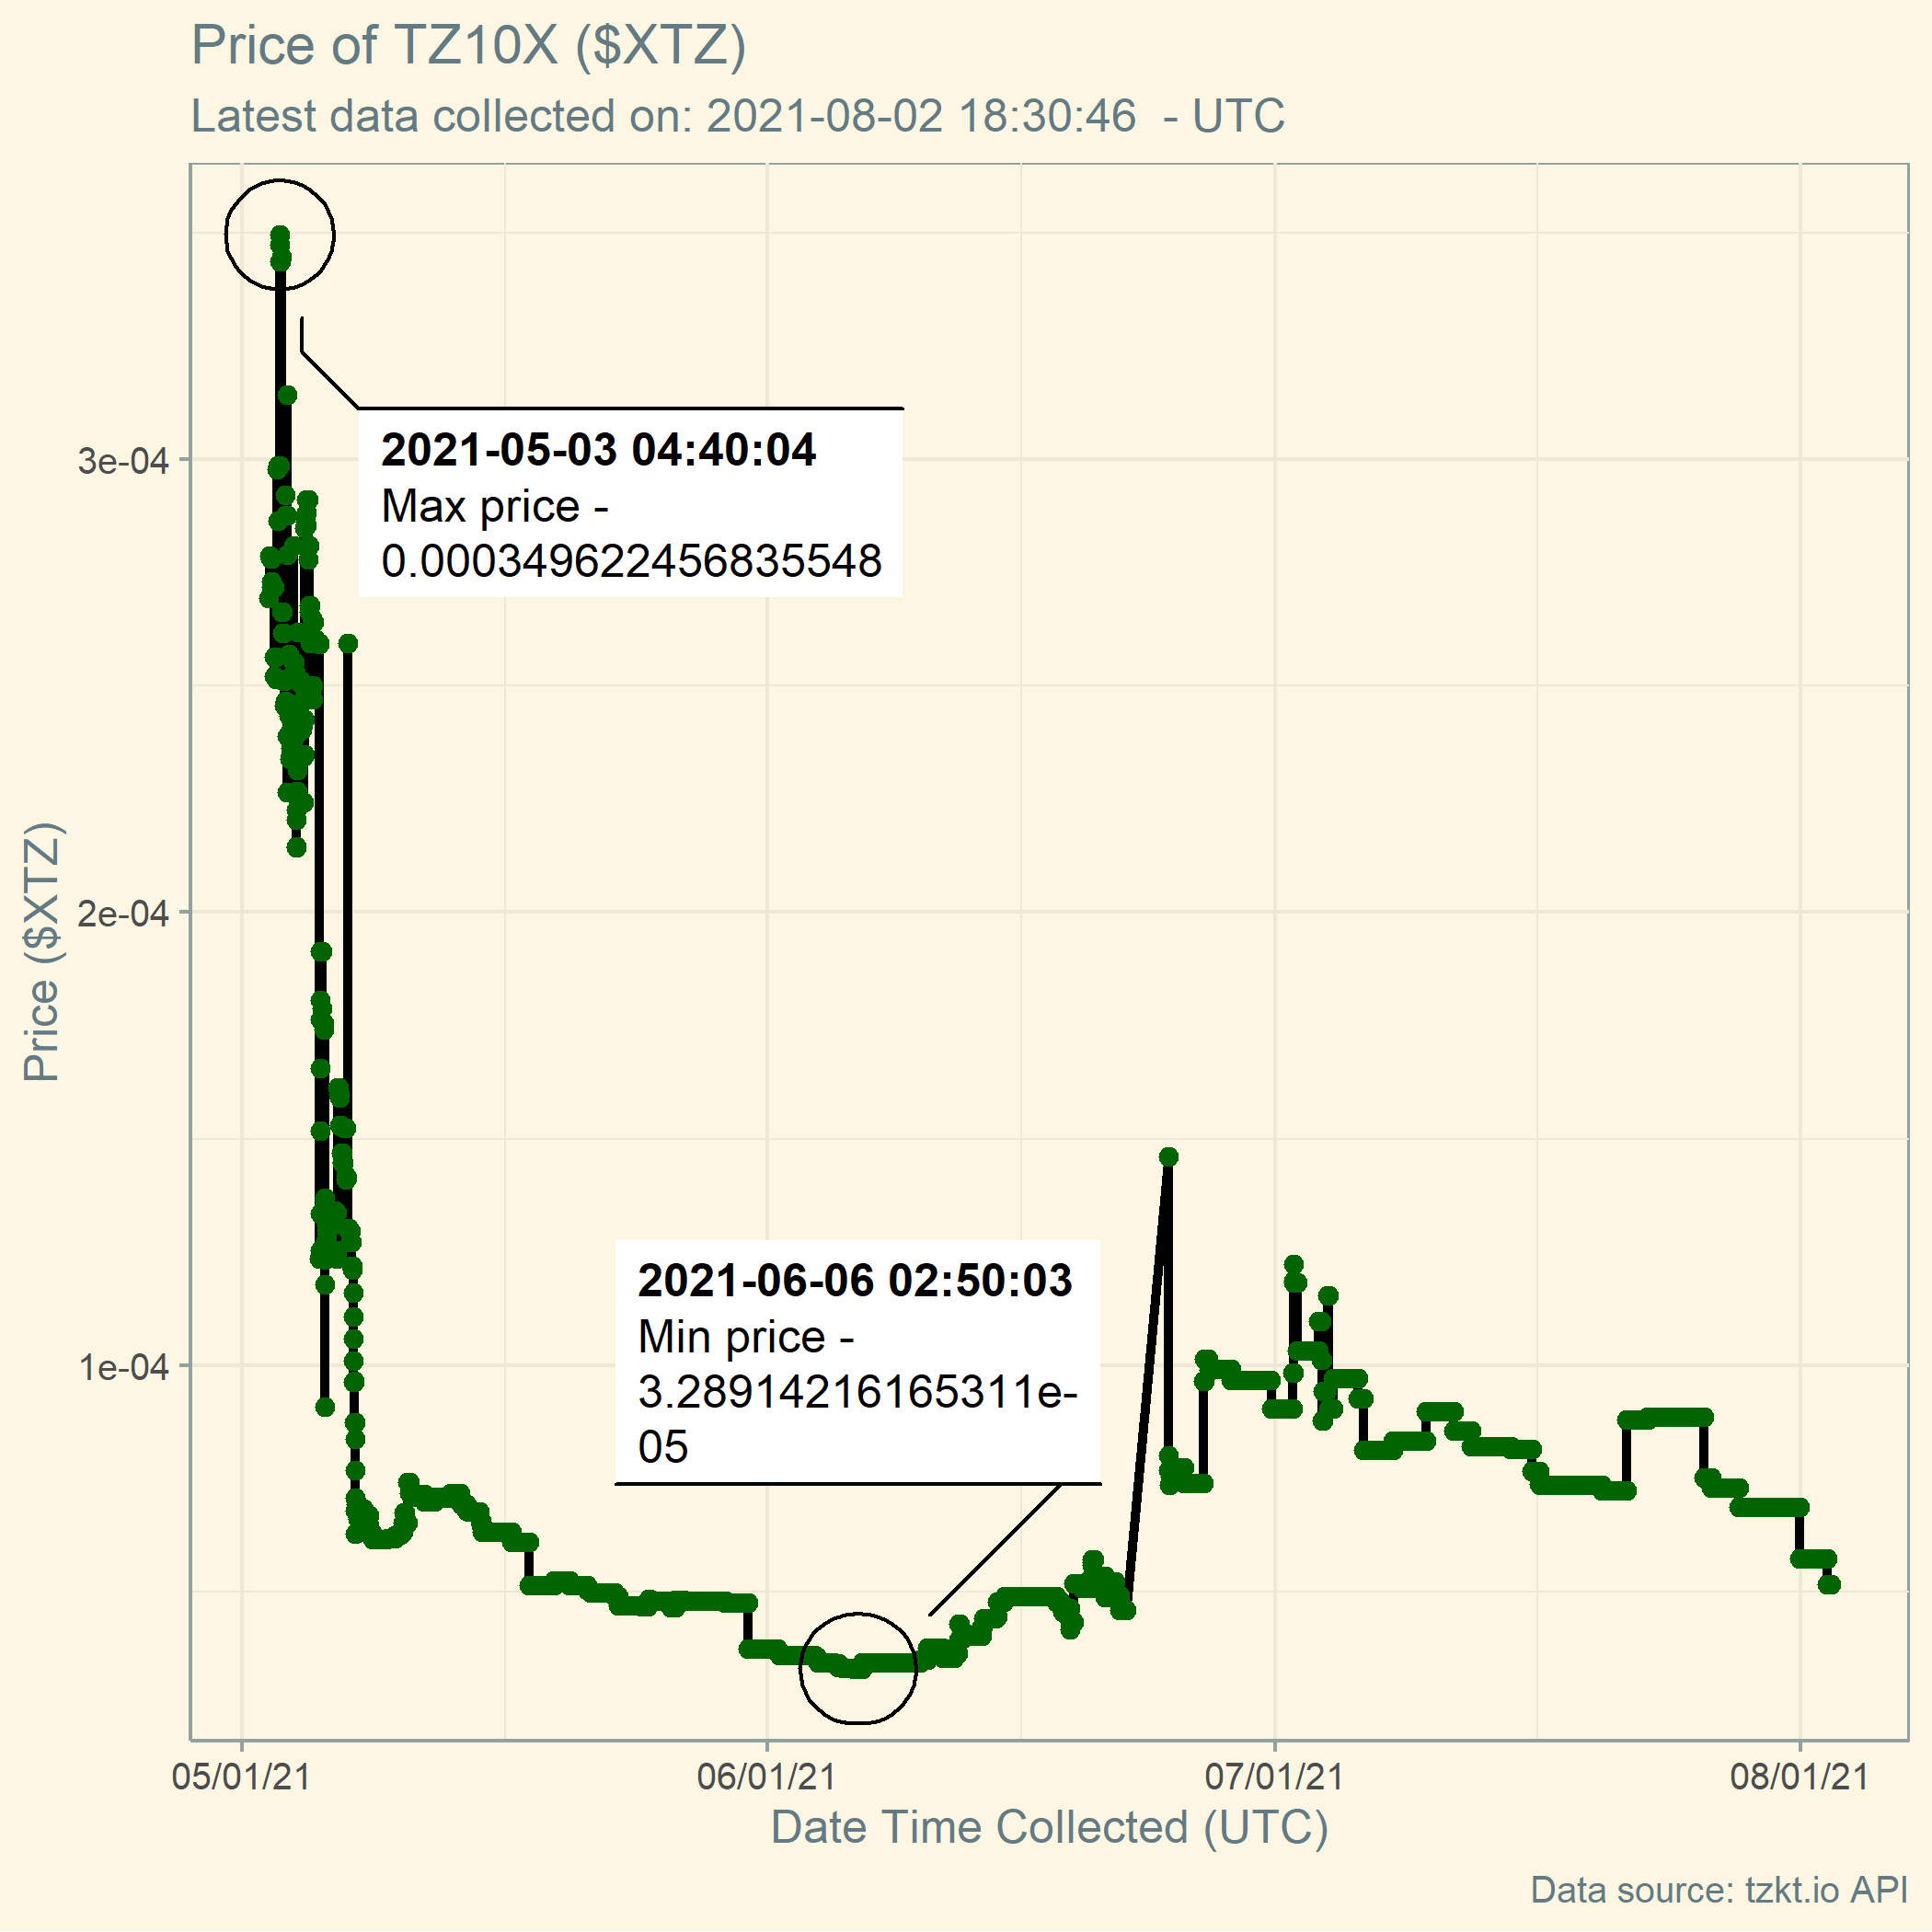 Price of TZ10X ($XTZ)
Latest data collected on: 2021-08-02 18:30:46  - UTC
2021-05-03 04:40:04
Max price -
0.000349622456835548
3e-04
2e-04
1e-04
Price ($XTZ)
2021-06-06 02:50:03
Min price -
3.28914216165311e-
05
05/01/21
06/01/21
07/01/21
08/01/21
Date Time Collected (UTC)
Data source: tzkt.io API